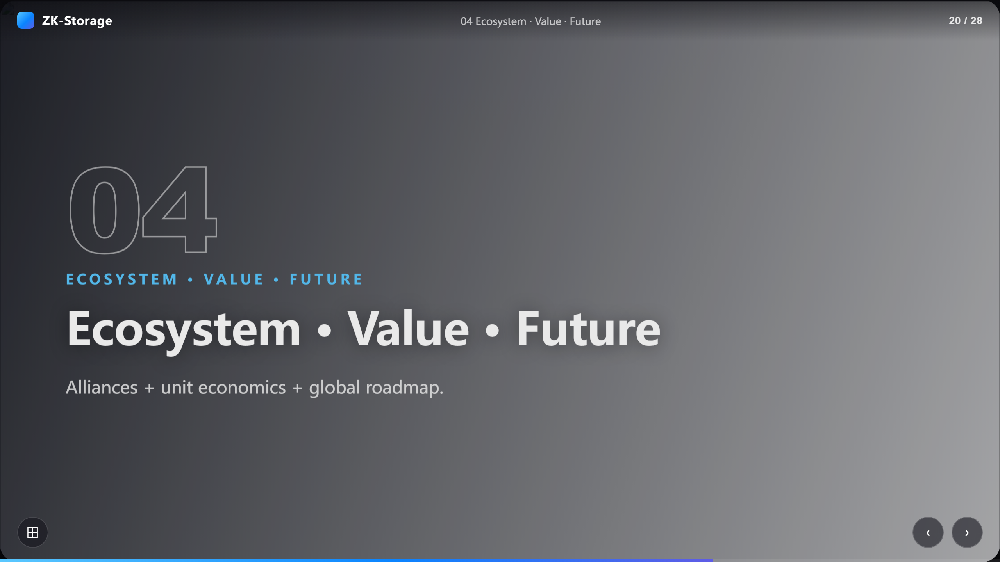 ZK-Storage
04 Ecosystem · Value · Future
20 / 28
04
ECOSYSTEM • VALUE • FUTURE
Ecosystem • Value • Future
Alliances + unit economics + global roadmap.
‹ ›